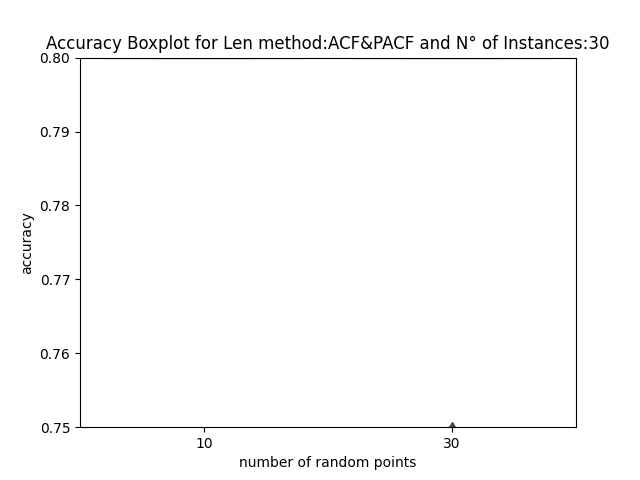 Accuracy Boxplot for Len method:ACF&PACF and N° of Instances:30
0.80
0.79
0.78
0.77
0.76
0.75
accuracy
10 30
number of random points